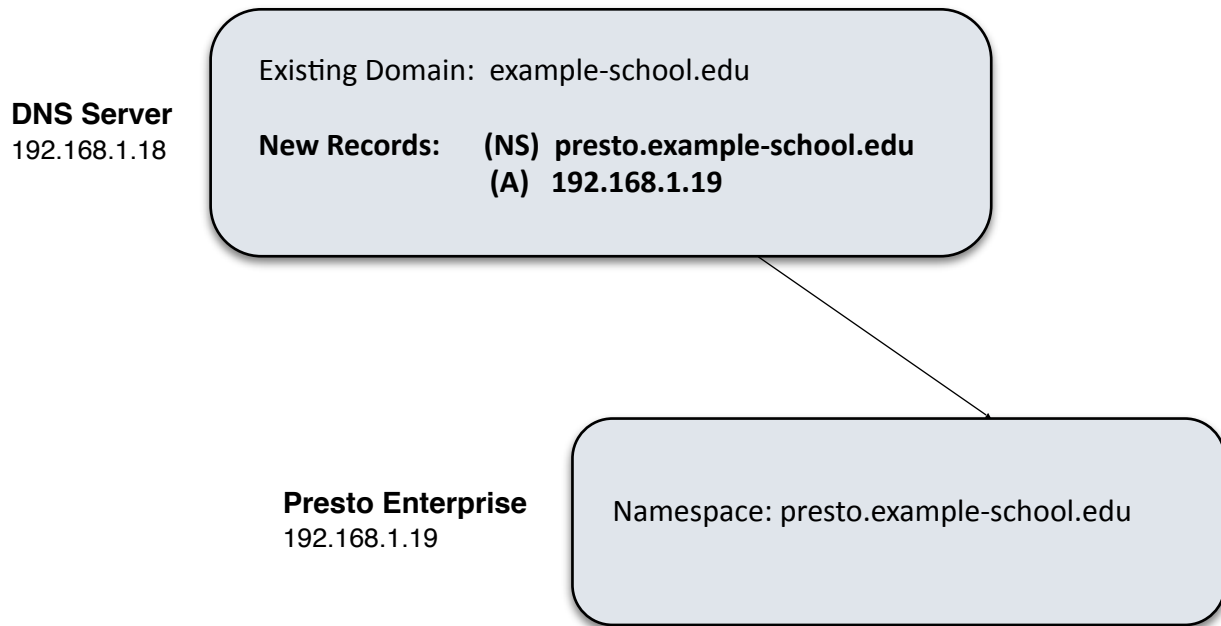 Existing Domain: example-school.edu
DNS Server
192.168.1.18
New Records: (NS) presto.example-school.edu
(A) 192.168.1.19
Presto Enterprise
192.168.1.19
Namespace: presto.example-school.edu